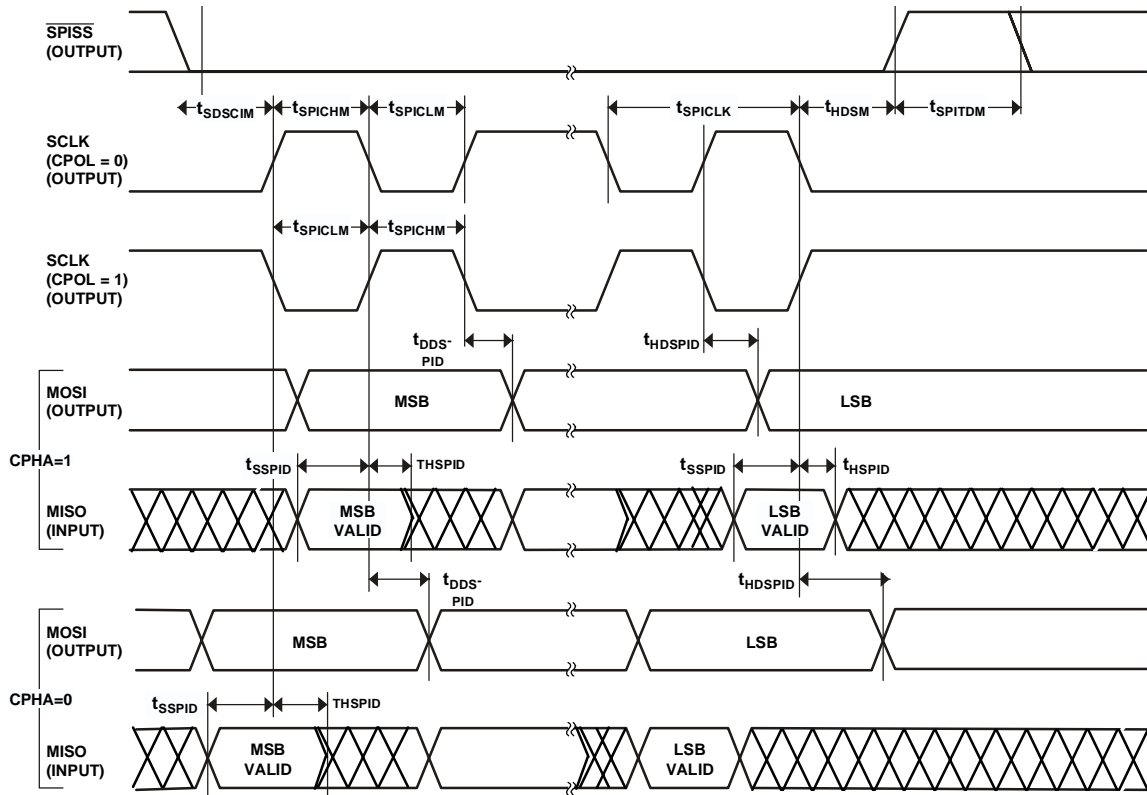 SPISS
(OUTPUT)
tSDSCIM
tSPICHM
tSPICLM
tSPICLK
tHDSM
tSPITDM
SCLK
(CPOL = 0)
(OUTPUT)
tSPICLM
tSPICHM
SCLK
(CPOL = 1)
(OUTPUT)
tDDS-
PID
tHDSPID
MOSI
(OUTPUT)
MSB
LSB
CPHA=1
tSSPID
THSPID
tSSPID
tHSPID
MISO
(INPUT)
MSB
VALID
LSB
VALID
tDDS-
PID
tHDSPID
MOSI
(OUTPUT)
MSB
LSB
CPHA=0
tSSPID
THSPID
MISO
(INPUT)
MSB
VALID
LSB
VALID